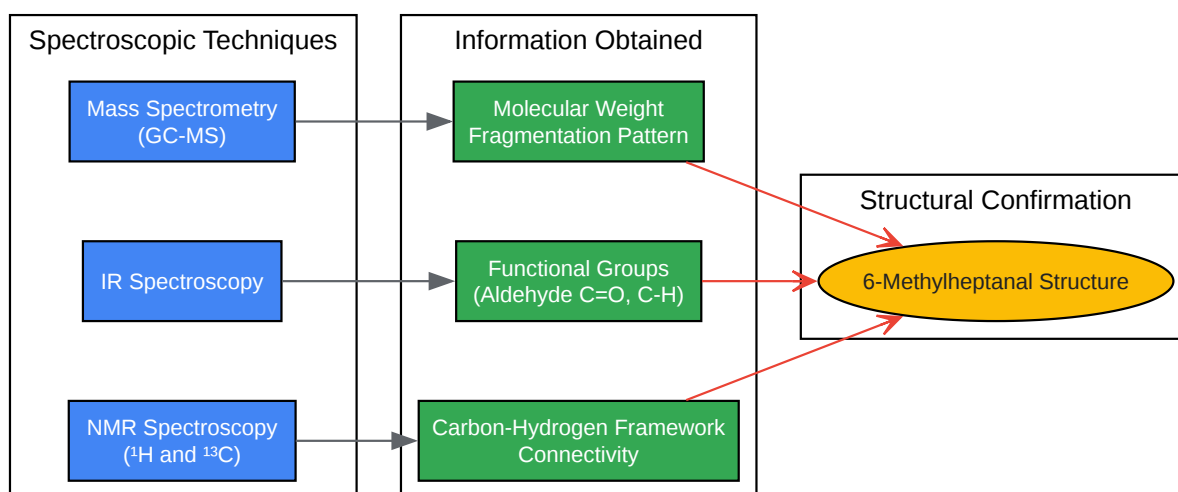 Spectroscopic Techniques
Information Obtained
Mass Spectrometry
(GC-MS)
Molecular Weight
Fragmentation Pattern
Structural Confirmation
IR Spectroscopy
Functional Groups
(Aldehyde C=O, C-H)
6-Methylheptanal Structure
NMR Spectroscopy
(¹H and ¹³C)
Carbon-Hydrogen Framework
Connectivity